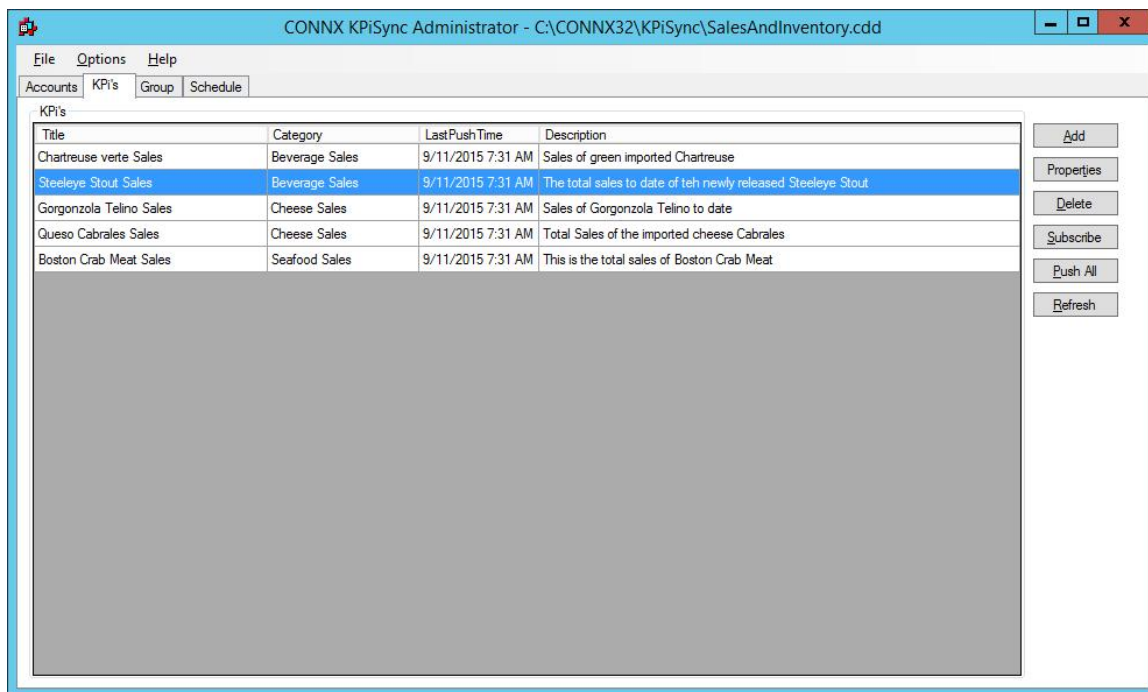 CONNX KPiSync Administrator - C:\CONNX32\KPiSync\SalesAndInventory.cdd
File Options Help
Accounts KPi's Group Schedule
KPi's
Title Category LastPushTime Description
Chartreuse verte Sales Beverage Sales 9/11/2015 7:31 AM Sales of green imported Chartreuse
Steeleye Stout Sales Beverage Sales 9/11/2015 7:31 AM The total sales to date of teh newly released Steeleye Stout
Gorgonzola Telino Sales Cheese Sales 9/11/2015 7:31 AM Sales of Gorgonzola Telino to date
Queso Cabrales Sales Cheese Sales 9/11/2015 7:31 AM Total Sales of the imported cheese Cabrales
Boston Crab Meat Sales Seafood Sales 9/11/2015 7:31 AM This is the total sales of Boston Crab Meat
Add
Properties
Delete
Subscribe
Push All
Refresh